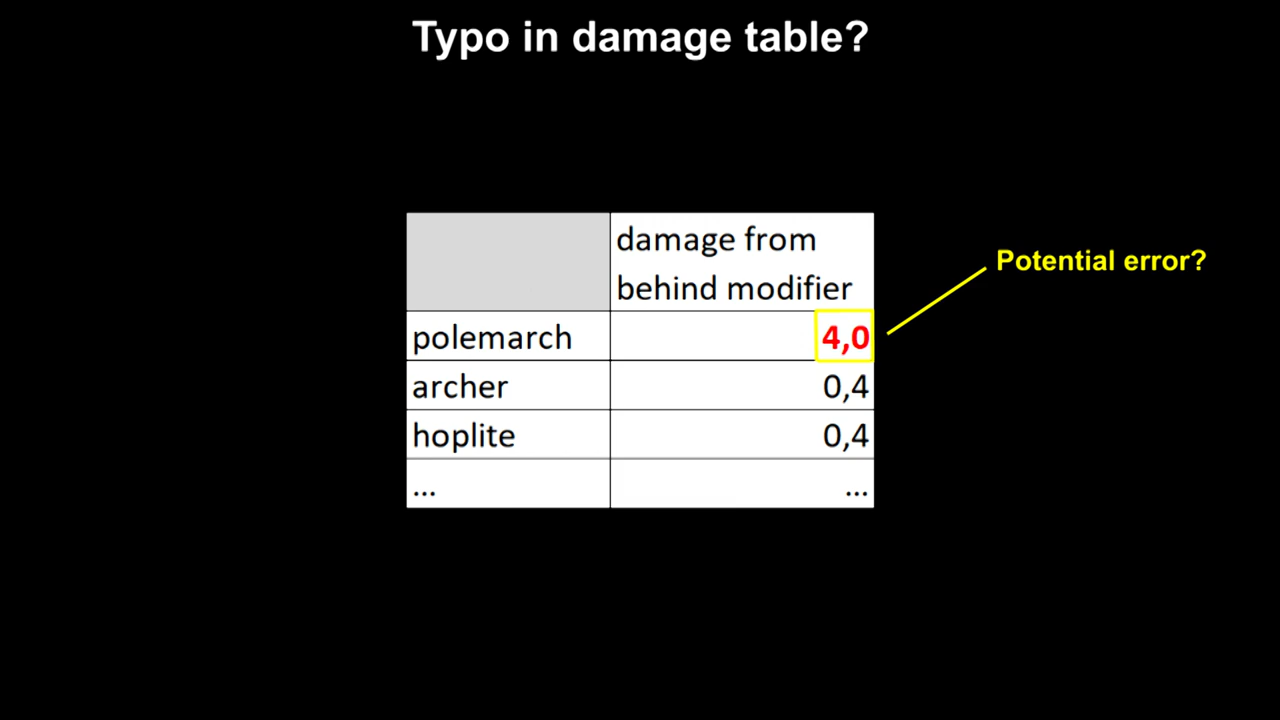 Typo in damage table?
damage from
behind modifier
Potential error?
polemarch 4,0
archer 0,4
hoplite 0,4
... ...